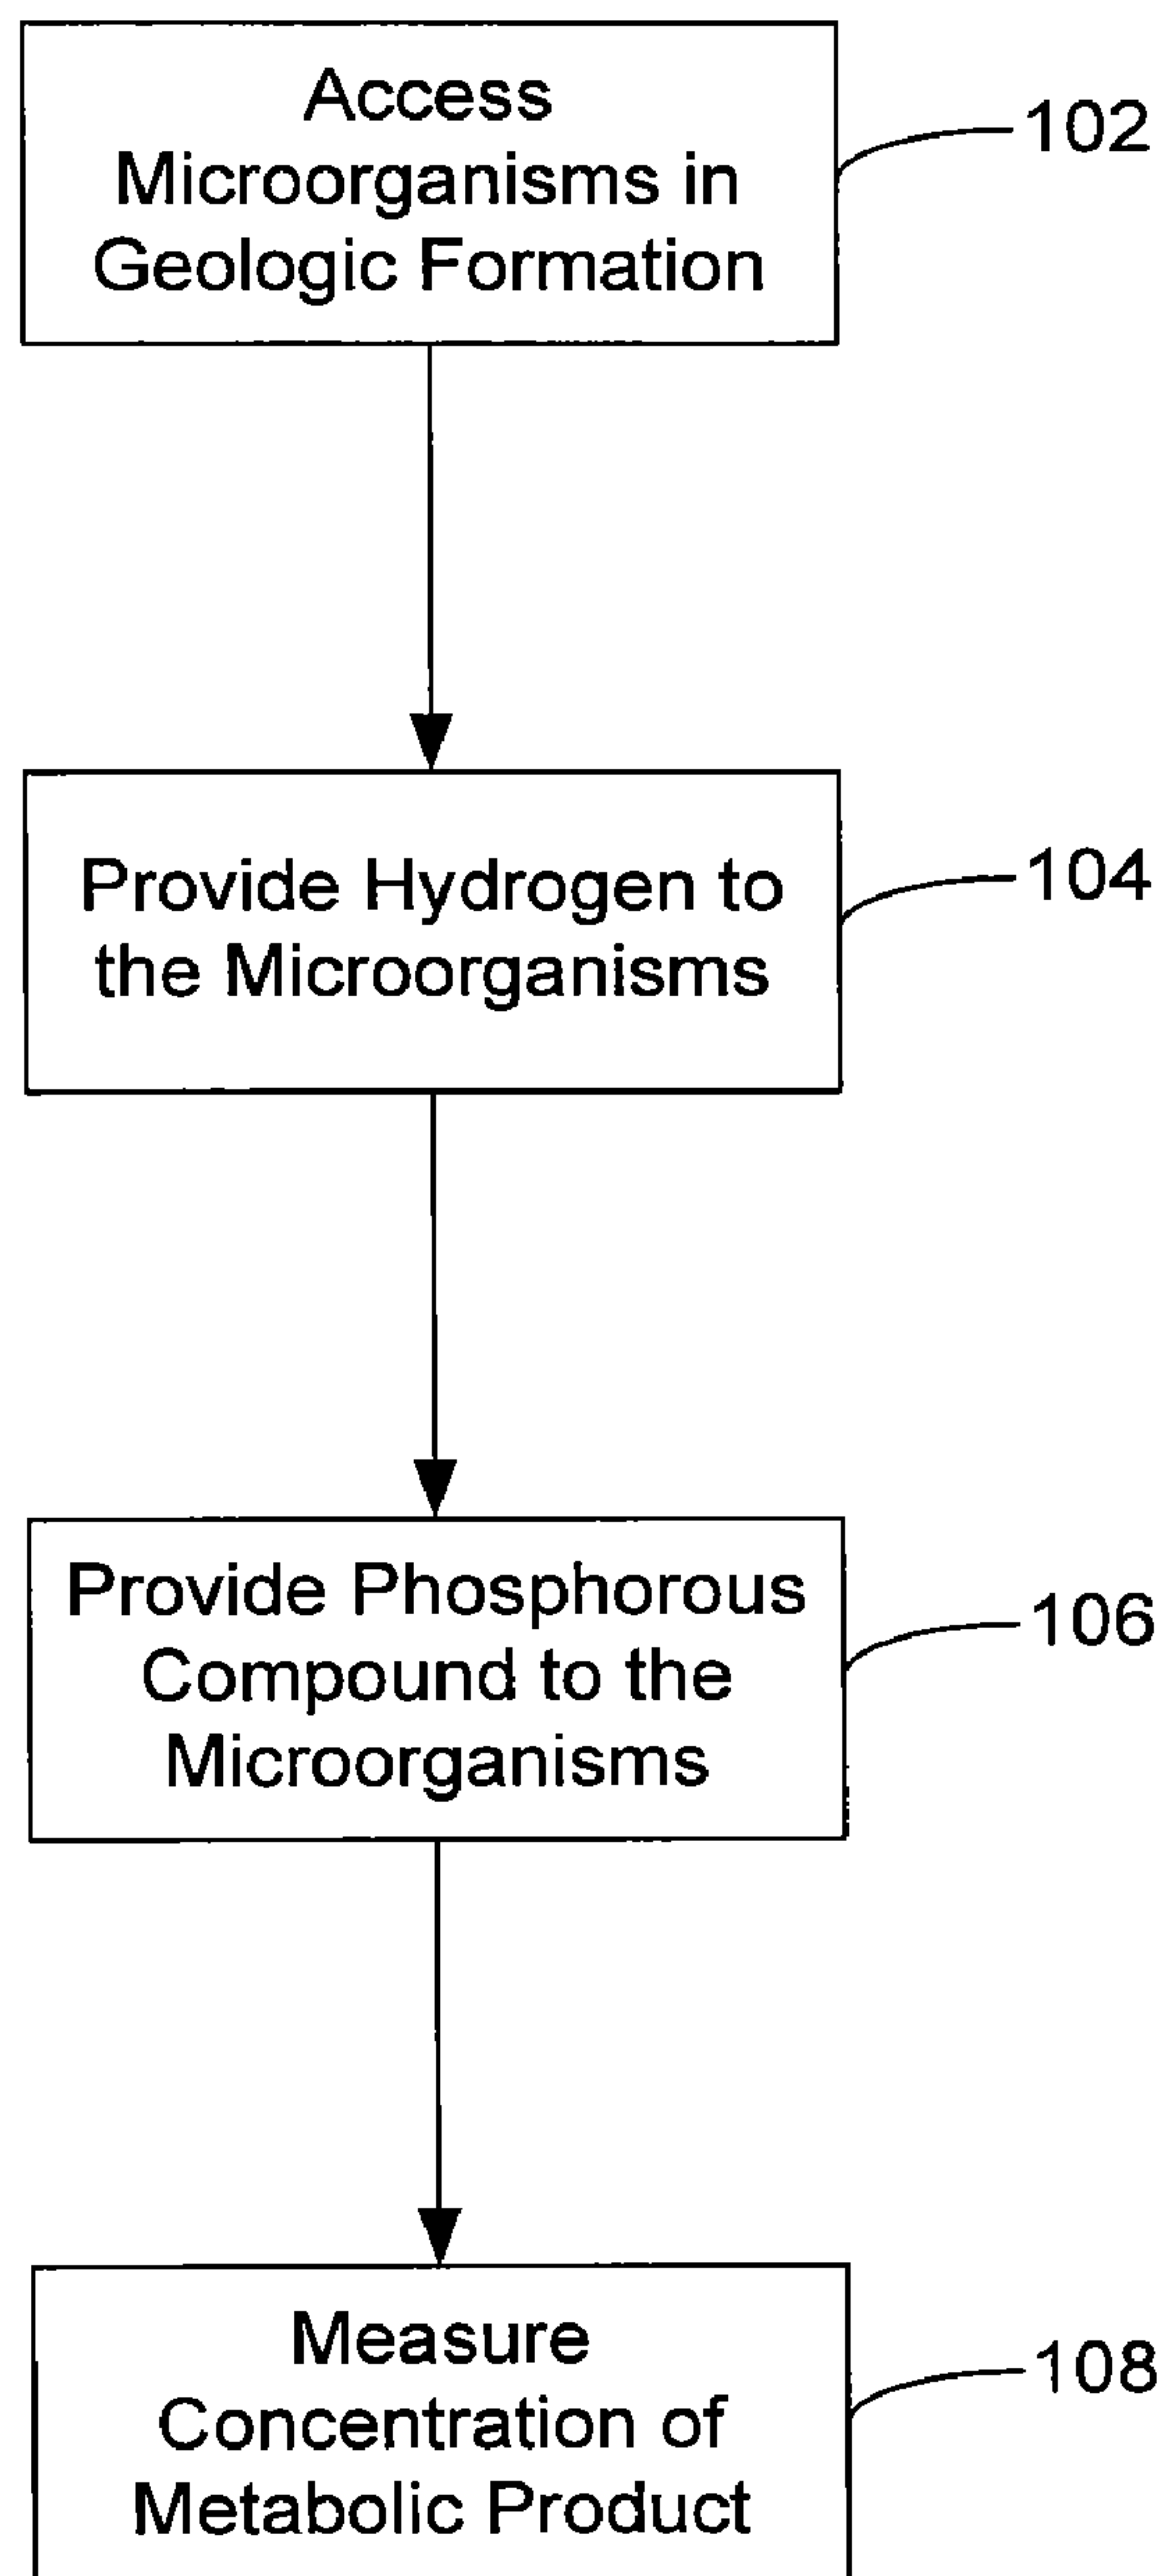 Access
Microorganisms in
Geologic Formation
102
Provide Hydrogen to
the Microorganisms
104
Provide Phosphorous
Compound to the
Microorganisms
106
Measure
Concentration of
Metabolic Product
108